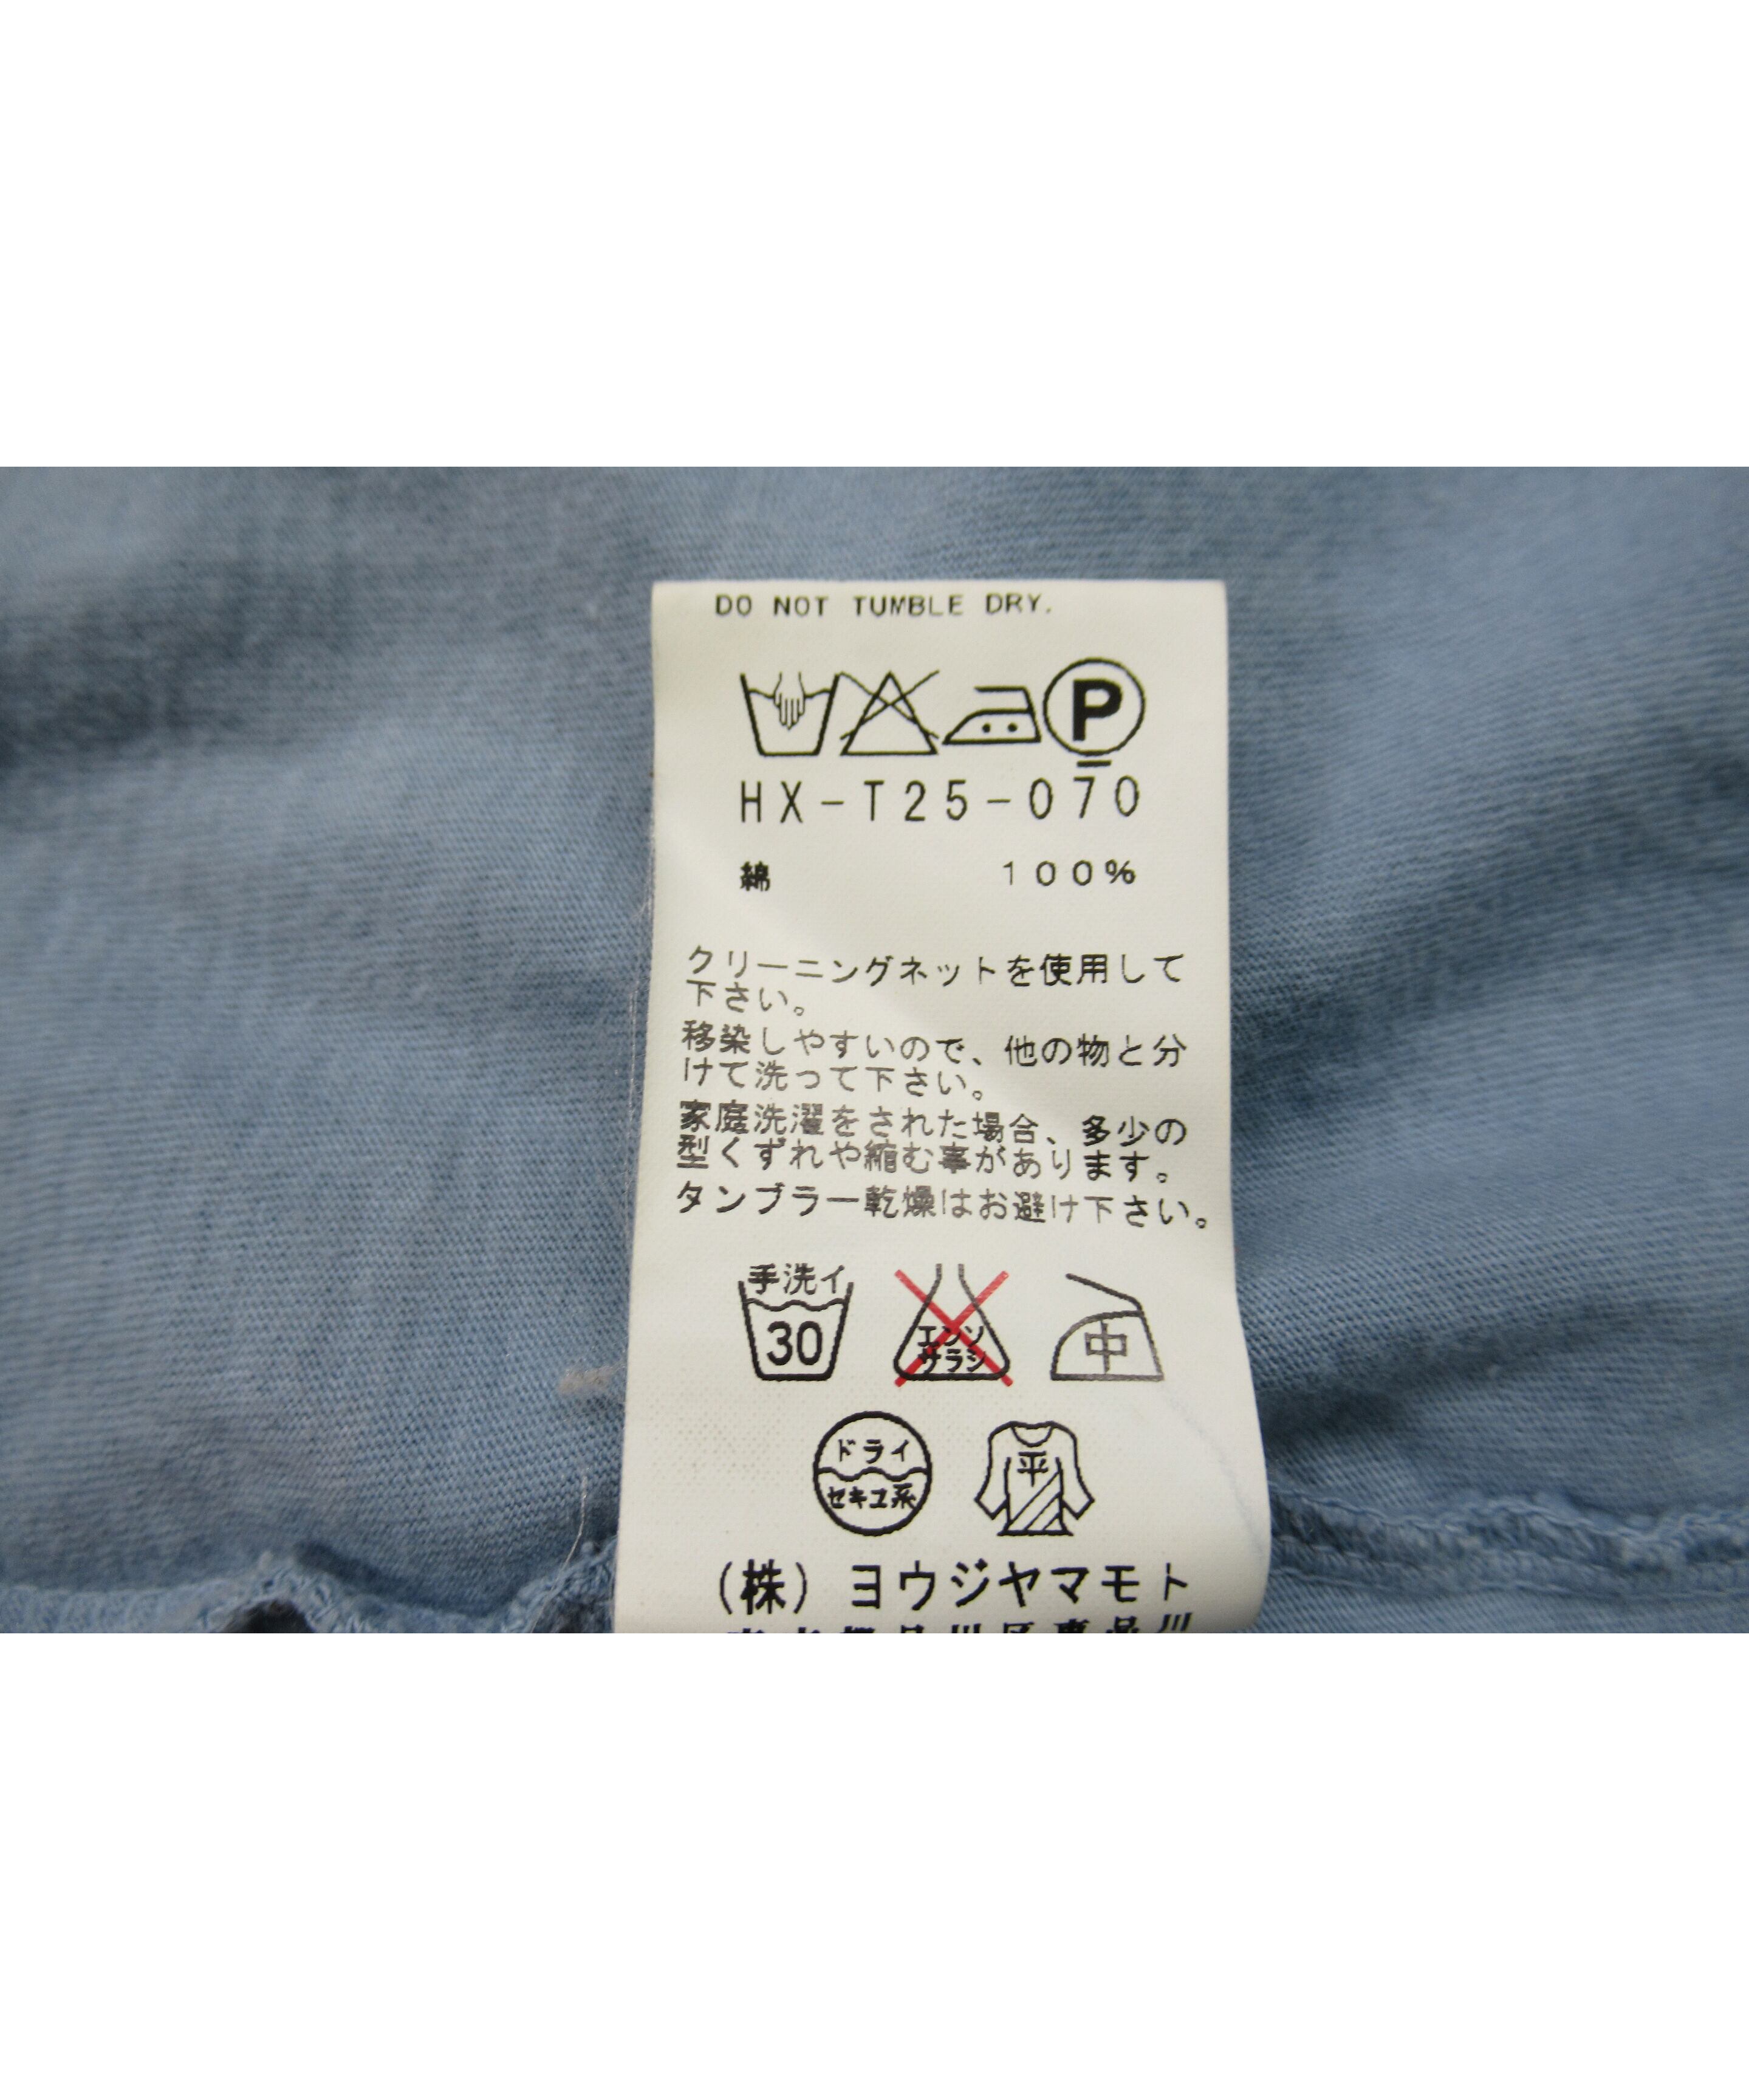 DO NOT TUMBLE DRY.
P
HX-T25-070
綿 100%
クリーニングネットを使用して
下さい。
移染しやすいので、他の物と分
けて洗って下さい。
家庭洗濯をされた場合、多少の
型くずれや縮む事があります。
タンブラー乾燥はお避け下さい。
手洗イ
30
エンソ
サラシ
中
ドライ
セキユ系
平
(株)ヨウジヤマモト